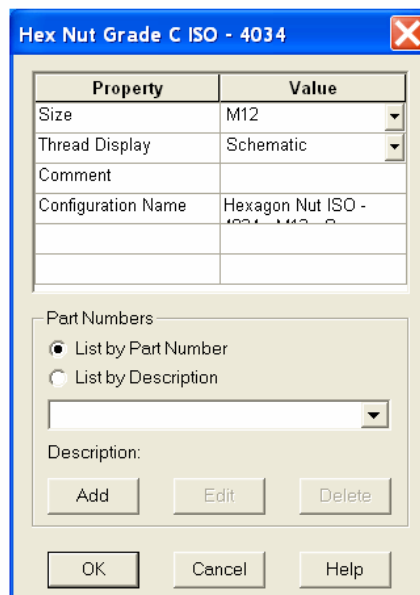 Hex Nut Grade C ISO - 4034
Property Value
Size M12
Thread Display Schematic
Comment
Configuration Name Hexagon Nut ISO -
Part Numbers
List by Part Number
List by Description
Description:
Add Edit Delete
OK Cancel Help